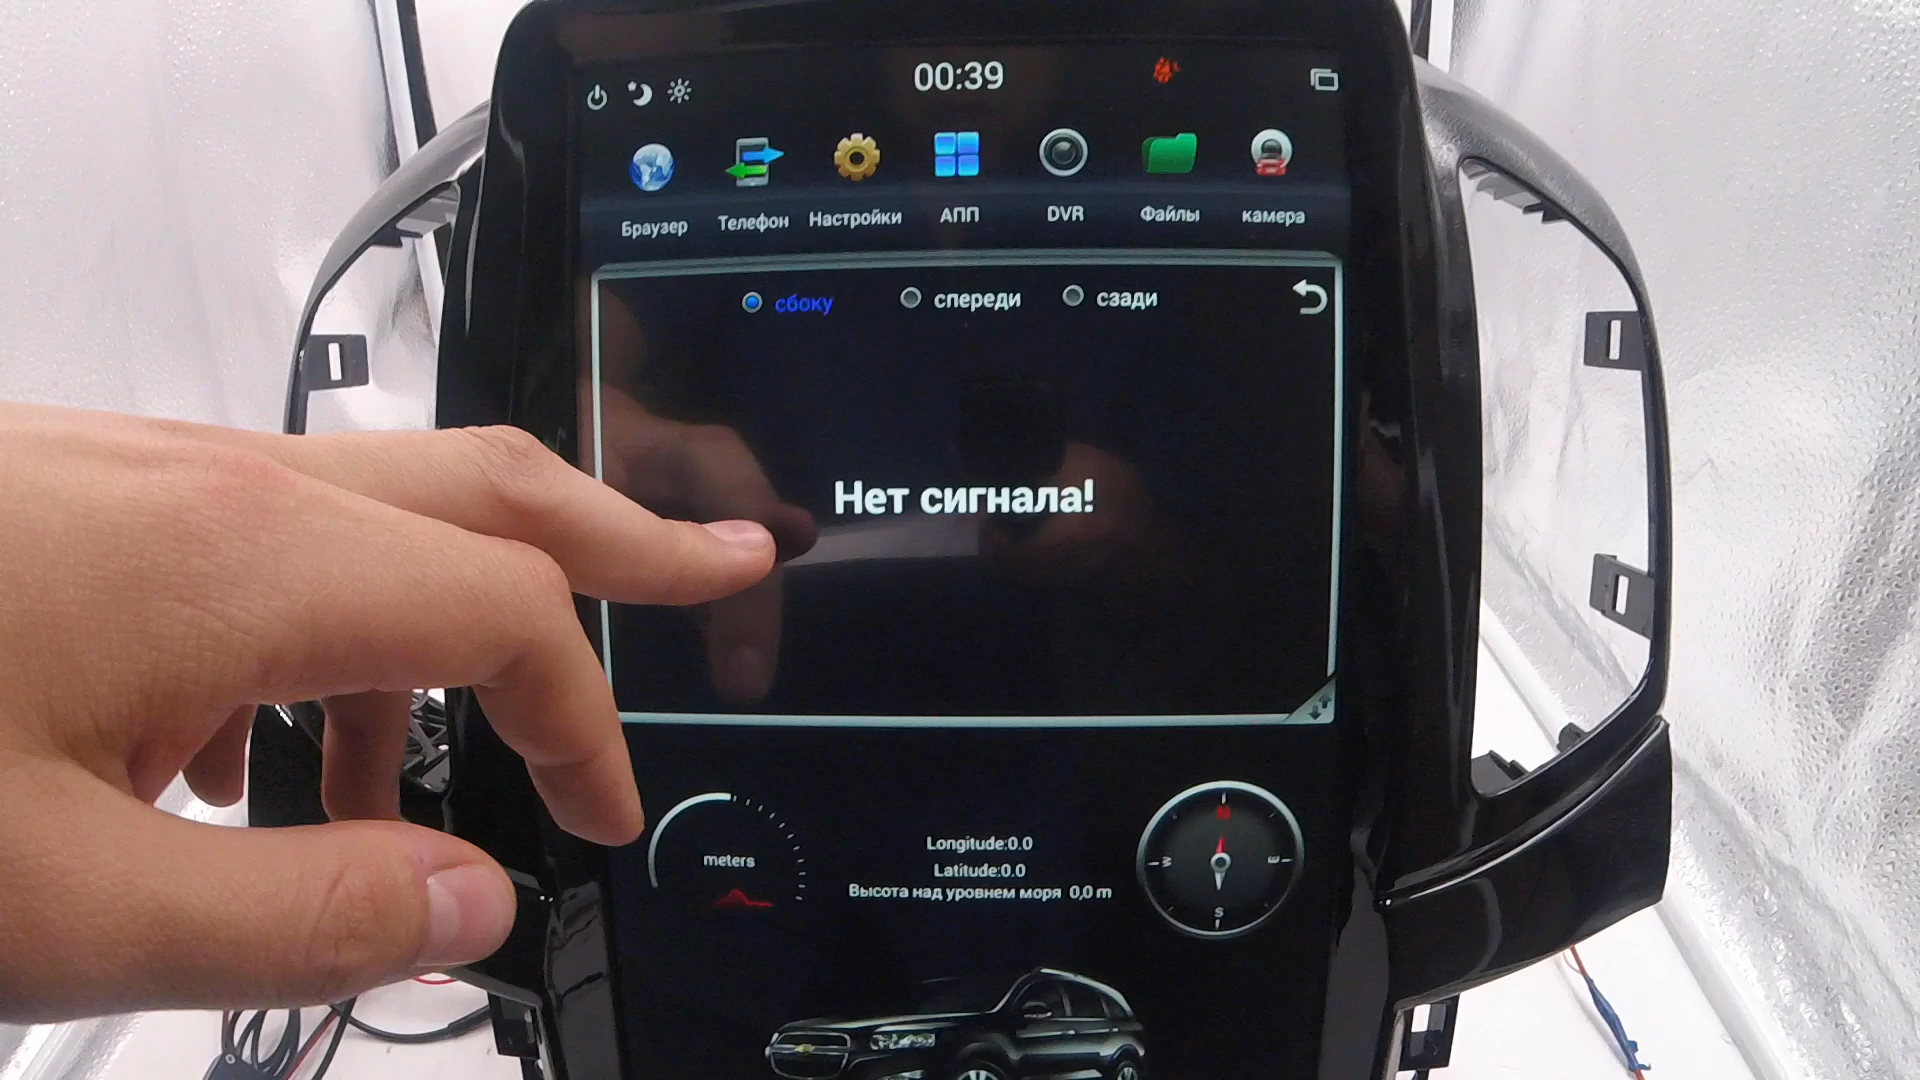 00:39
Браузер Телефон Настройки АПП DVR Файлы камера
сбоку спереди сзади
Нет сигнала!
meters
Longitude:0.0
Latitude:0.0
Высота над уровнем моря 0,0 m
N
W E
S